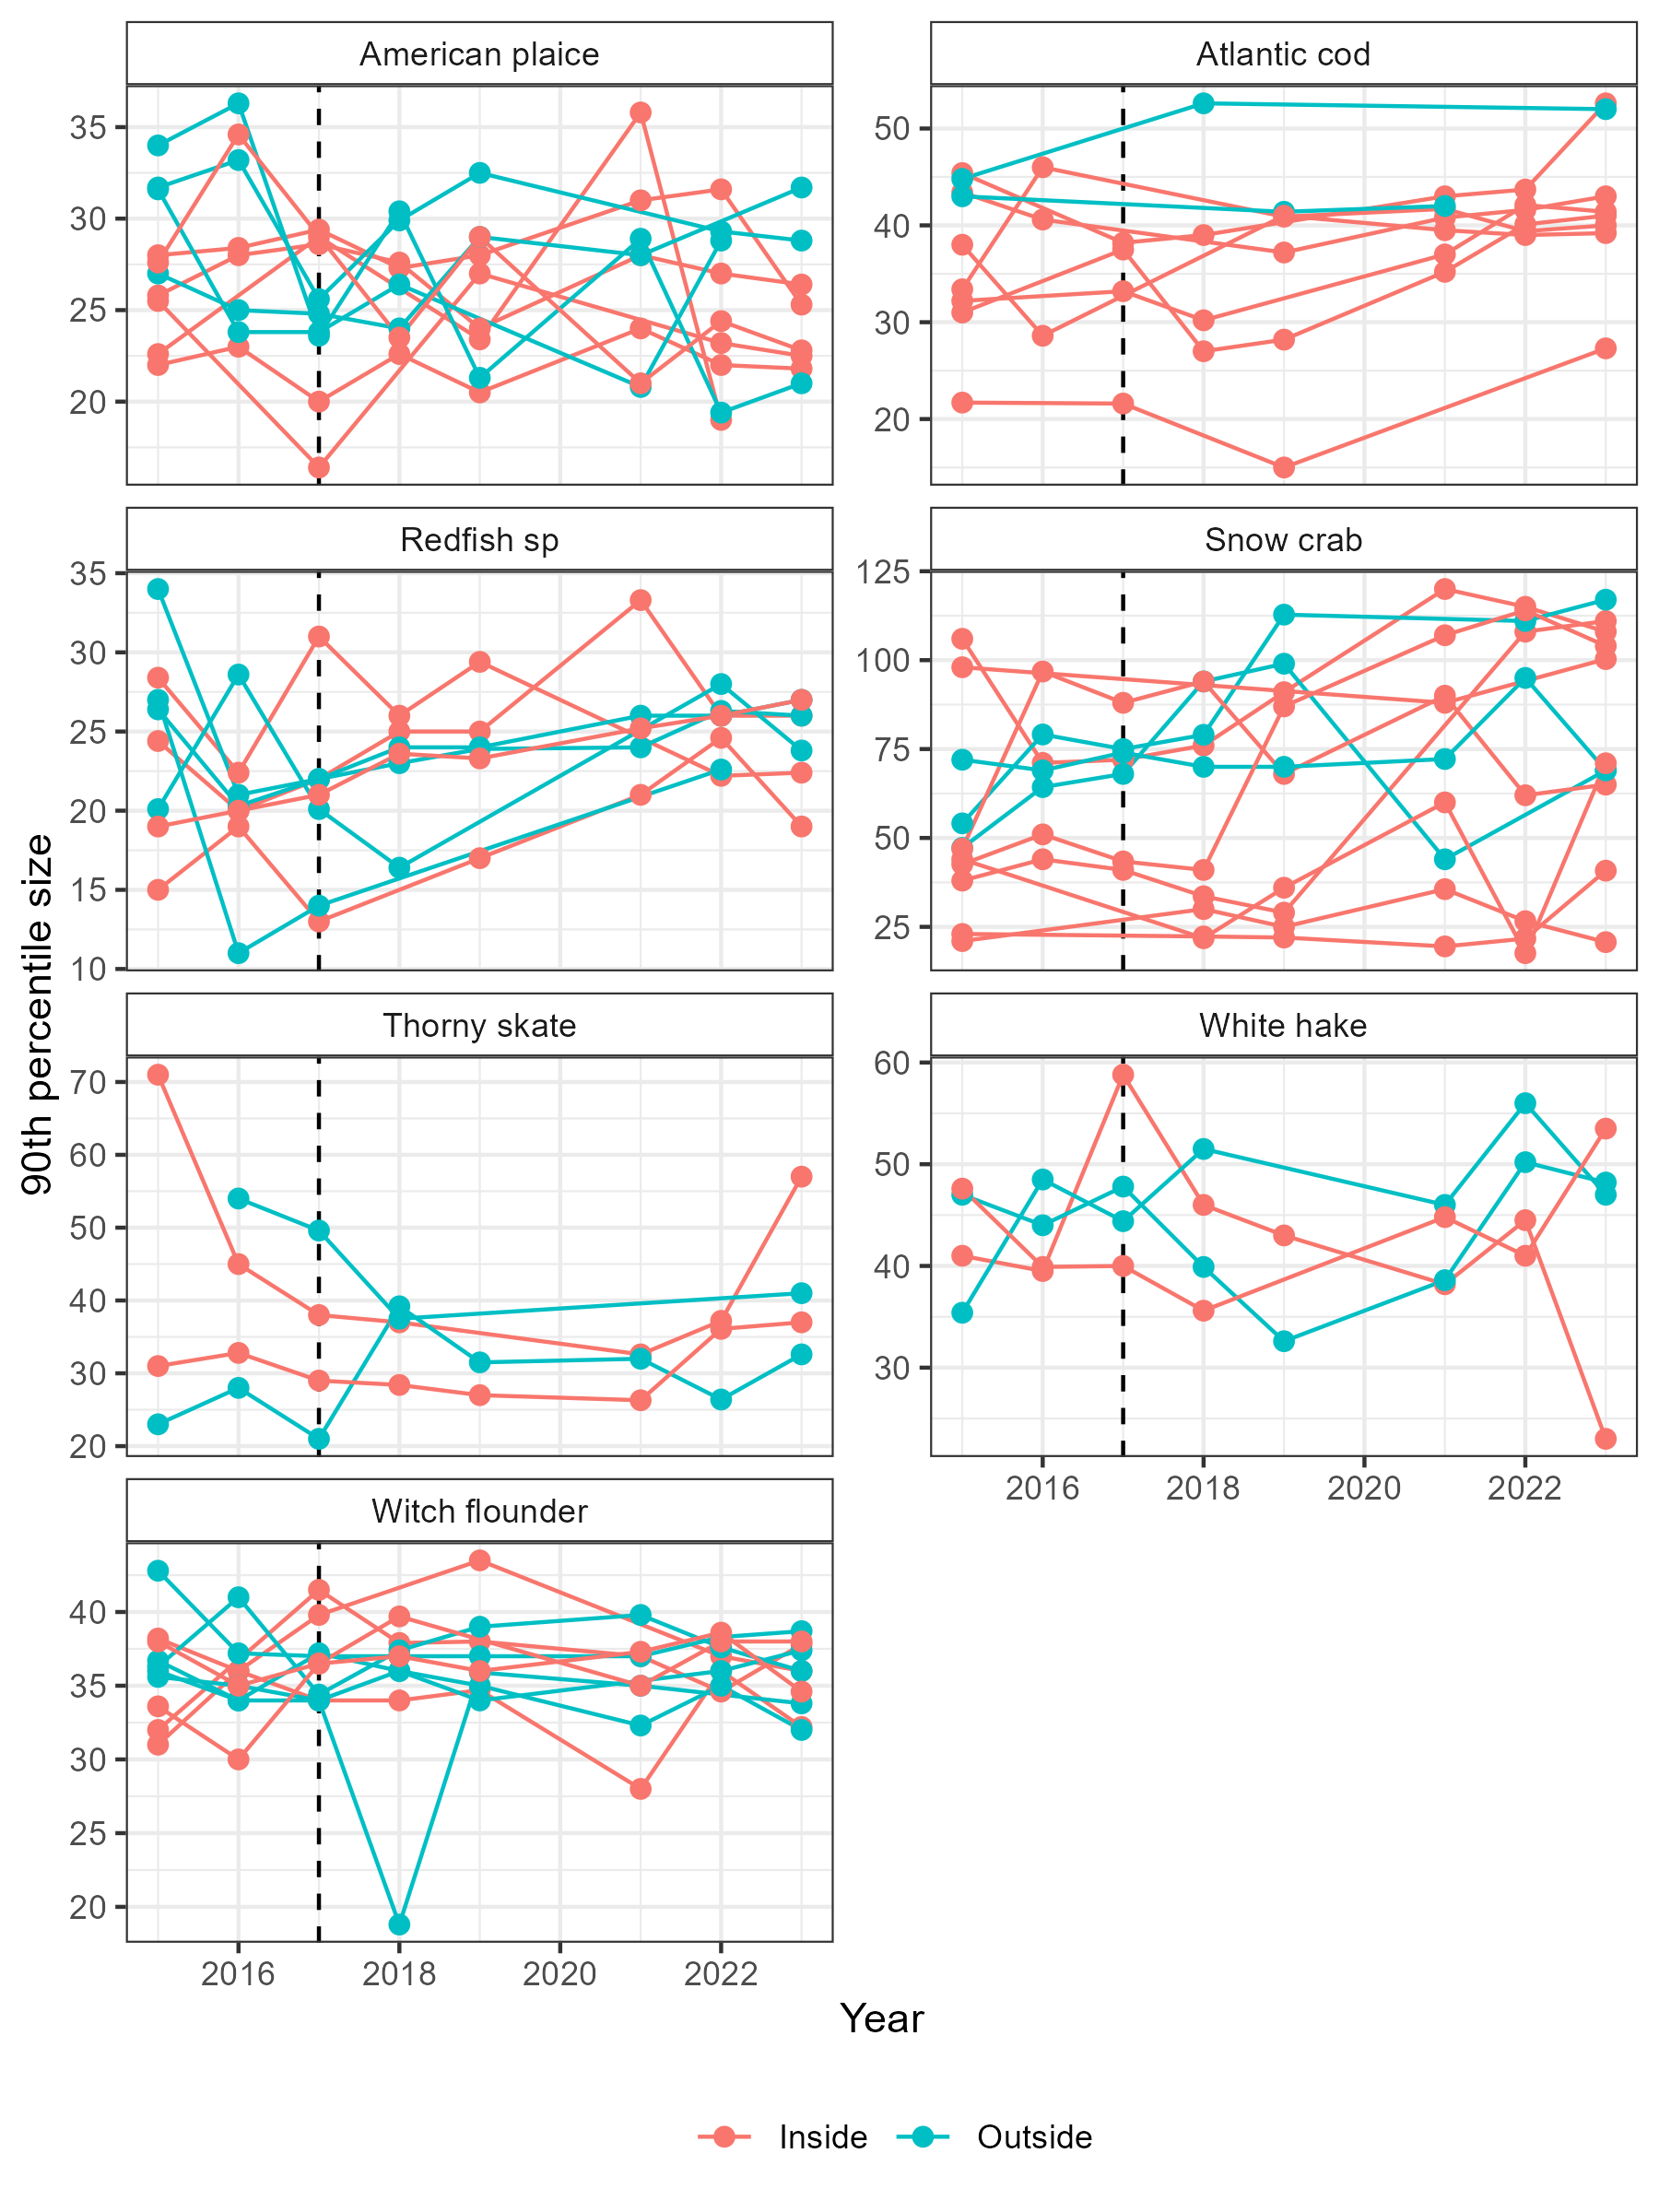 American plaice
Atlantic cod
35
30
25
20
50
40
30
20
Redfish sp
Snow crab
35
30
25
20
15
10
125
100
75
50
25
90th percentile size
Thorny skate
White hake
70
60
50
40
30
20
60
50
40
30
2016 2018 2020 2022
Witch flounder
40
35
30
25
20
2016 2018 2020 2022
Year
Inside Outside